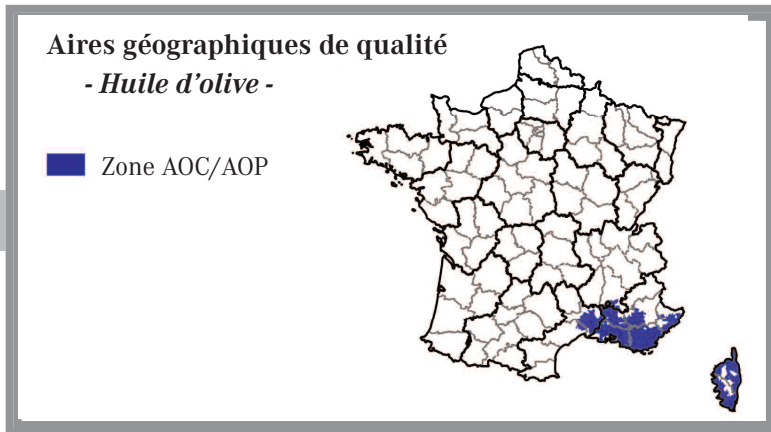 Aires géographiques de qualité
- Huile d'olive -
Zone AOC/AOP